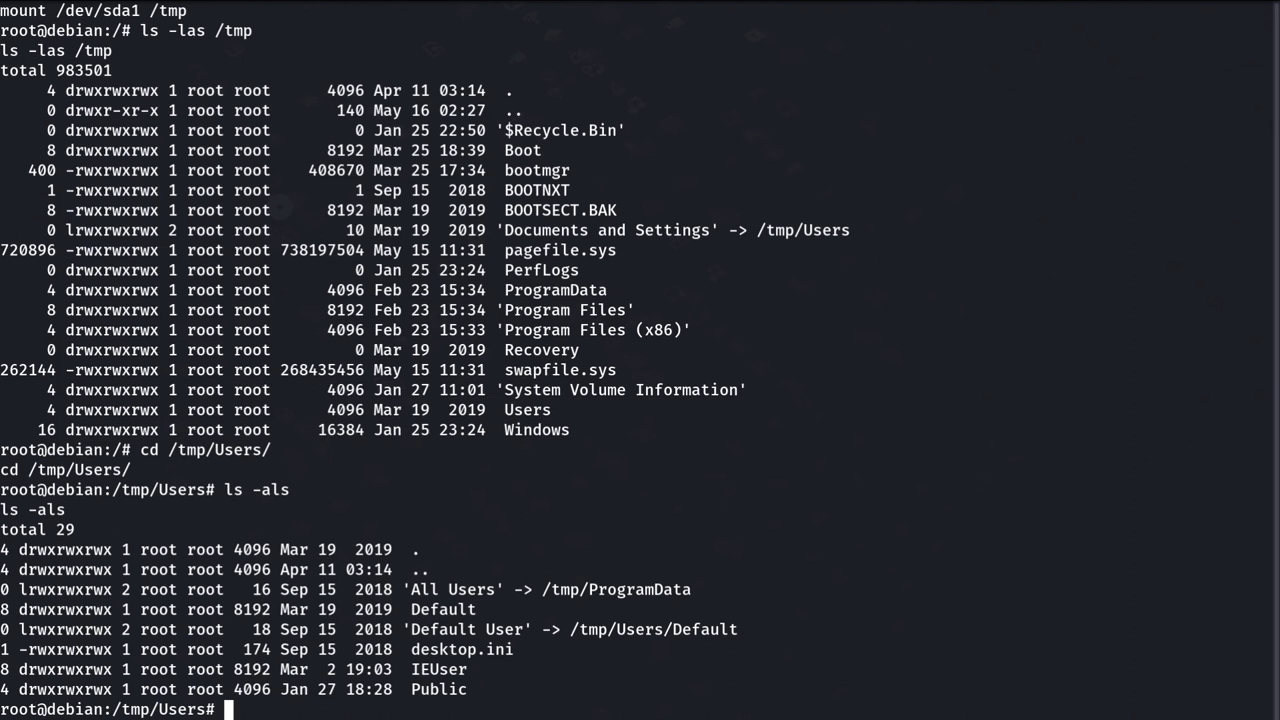 mount /dev/sda1 /tmp
root@debian:/# ls -las /tmp
ls -las /tmp
total 983501
     4 drwxrwxrwx 1 root root      4096 Apr 11 03:14  .
     0 drwxr-xr-x 1 root root       140 May 16 02:27  ..
     0 drwxrwxrwx 1 root root         0 Jan 25 22:50 '$Recycle.Bin'
     8 drwxrwxrwx 1 root root      8192 Mar 25 18:39  Boot
   400 -rwxrwxrwx 1 root root    408670 Mar 25 17:34  bootmgr
     1 -rwxrwxrwx 1 root root         1 Sep 15  2018  BOOTNXT
     8 -rwxrwxrwx 1 root root      8192 Mar 19  2019  BOOTSECT.BAK
     0 lrwxrwxrwx 2 root root        10 Mar 19  2019 'Documents and Settings' -> /tmp/Users
720896 -rwxrwxrwx 1 root root 738197504 May 15 11:31  pagefile.sys
     0 drwxrwxrwx 1 root root         0 Jan 25 23:24  PerfLogs
     4 drwxrwxrwx 1 root root      4096 Feb 23 15:34  ProgramData
     8 drwxrwxrwx 1 root root      8192 Feb 23 15:34 'Program Files'
     4 drwxrwxrwx 1 root root      4096 Feb 23 15:33 'Program Files (x86)'
     0 drwxrwxrwx 1 root root         0 Mar 19  2019  Recovery
262144 -rwxrwxrwx 1 root root 268435456 May 15 11:31  swapfile.sys
     4 drwxrwxrwx 1 root root      4096 Jan 27 11:01 'System Volume Information'
     4 drwxrwxrwx 1 root root      4096 Mar 19  2019  Users
    16 drwxrwxrwx 1 root root     16384 Jan 25 23:24  Windows
root@debian:/# cd /tmp/Users/
cd /tmp/Users/
root@debian:/tmp/Users# ls -als
ls -als
total 29
4 drwxrwxrwx 1 root root 4096 Mar 19  2019  .
4 drwxrwxrwx 1 root root 4096 Apr 11 03:14  ..
0 lrwxrwxrwx 2 root root   16 Sep 15  2018 'All Users' -> /tmp/ProgramData
8 drwxrwxrwx 1 root root 8192 Mar 19  2019  Default
0 lrwxrwxrwx 2 root root   18 Sep 15  2018 'Default User' -> /tmp/Users/Default
1 -rwxrwxrwx 1 root root  174 Sep 15  2018  desktop.ini
8 drwxrwxrwx 1 root root 8192 Mar  2 19:03  IEUser
4 drwxrwxrwx 1 root root 4096 Jan 27 18:28  Public
root@debian:/tmp/Users#